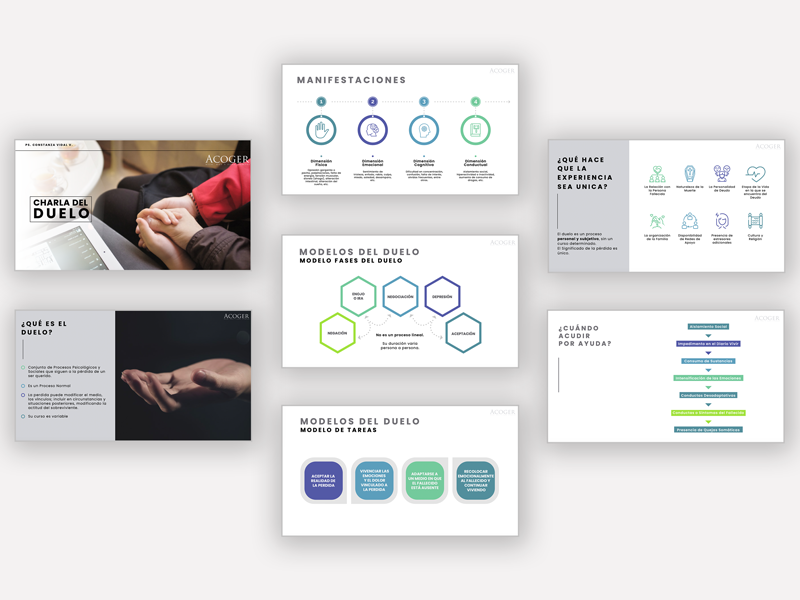 PS. CONSTANZA VIDAL V.
ACOGER
CHARLA DEL
DUELO
¿QUÉ ES EL
DUELO?
ACOGER
Conjunto de Procesos Psicológicos y
Sociales que siguen a la pérdida de un
ser querido.
Es un Proceso Normal
La perdida puede modificar el medio,
los vínculos, incluir en circunstancias y
situaciones posteriores, modificando la
actitud del sobreviviente.
Su curso es variable
ACOGER
MANIFESTACIONES
1
2
3
4
Dimensión
Física
Dimensión
Emocional
Dimensión
Cognitiva
Dimensión
Conductual
ACOGER
MODELOS DEL DUELO
MODELO FASES DEL DUELO
ENOJO
O IRA
NEGOCIACIÓN
DEPRESIÓN
NEGACIÓN
ACEPTACIÓN
No es un proceso lineal.
Su duración varía
persona a persona.
ACOGER
MODELOS DEL DUELO
MODELO DE TAREAS
ACEPTAR LA
REALIDAD DE
LA PERDIDA
VIVENCIAR LAS
EMOCIONES
Y EL DOLOR
VINCULADO A
LA PERDIDA
ADAPTARSE A
UN MEDIO EN QUE
EL FALLECIDO
ESTÁ AUSENTE
RECOLOCAR
EMOCIONALMENTE
AL FALLECIDO Y
CONTINUAR
VIVIENDO
ACOGER
¿QUÉ HACE
QUE LA
EXPERIENCIA
SEA UNICA?
El duelo es un proceso
personal y subjetivo, sin un
curso determinado.
El Significado de la pérdida es
único.
La Relación con
la Persona
Fallecida
Naturaleza de la
Muerte
La Personalidad
de Deudo
Etapa de la Vida
en la que se
encuentra del
Deudo
La organización
de la Familia
Disponibilidad
de Redes de
Apoyo
Presencia de
estresores
adicionales
Cultura y
Religión
ACOGER
¿CUÁNDO
ACUDIR
POR AYUDA?
Aislamiento Social
Impedimento en el Diario Vivir
Consumo de Sustancias
Intensificación de las Emociones
Conductas Desadaptativas
Conductas o Síntomas del Fallecido
Presencia de Quejas Somáticas